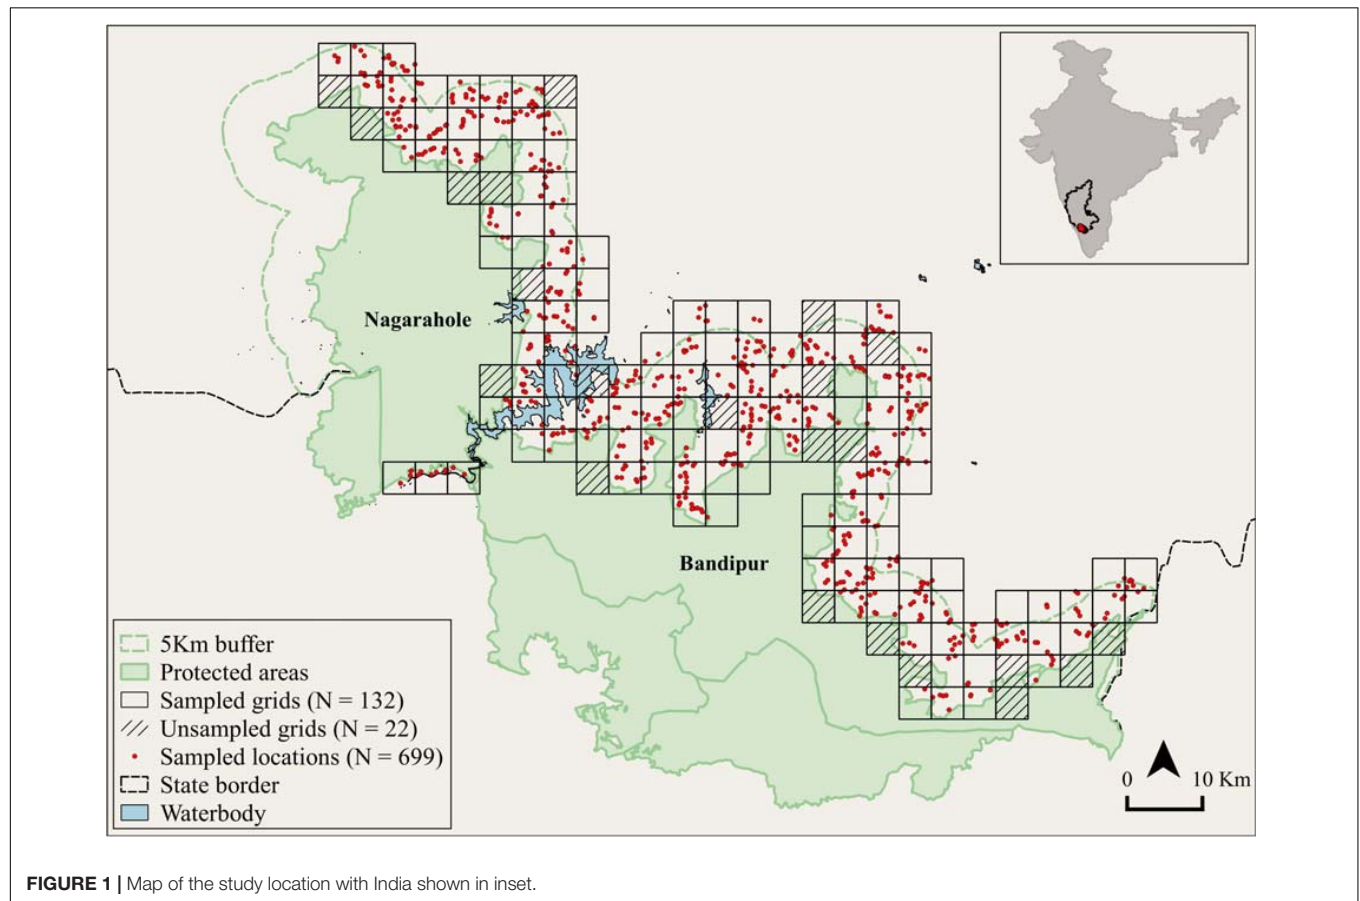 Nagarahole
Bandipur
5Km buffer
Protected areas
Sampled grids (N = 132)
Unsampled grids (N = 22)
Sampled locations (N = 699)
State border
Waterbody
0 10 Km
FIGURE 1 | Map of the study location with India shown in inset.